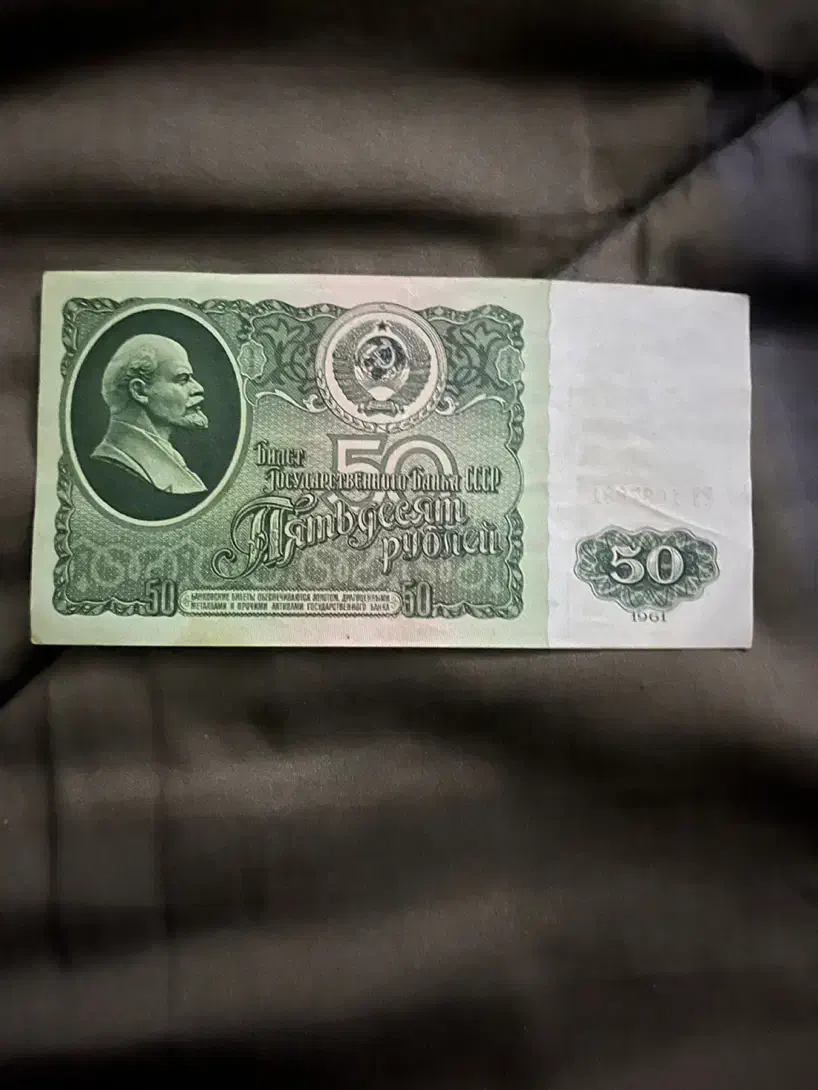 Билет
Государственного Банка СССР
50
Пятьдесят
рублей
50 БАНКОВСКИЕ БИЛЕТЫ ОБЕСПЕЧИВАЮТСЯ ЗОЛОТОМ, ДРАГОЦЕННЫМИ
МЕТАЛЛАМИ И ПРОЧИМИ АКТИВАМИ ГОСУДАРСТВЕННОГО БАНКА 50
50
1961